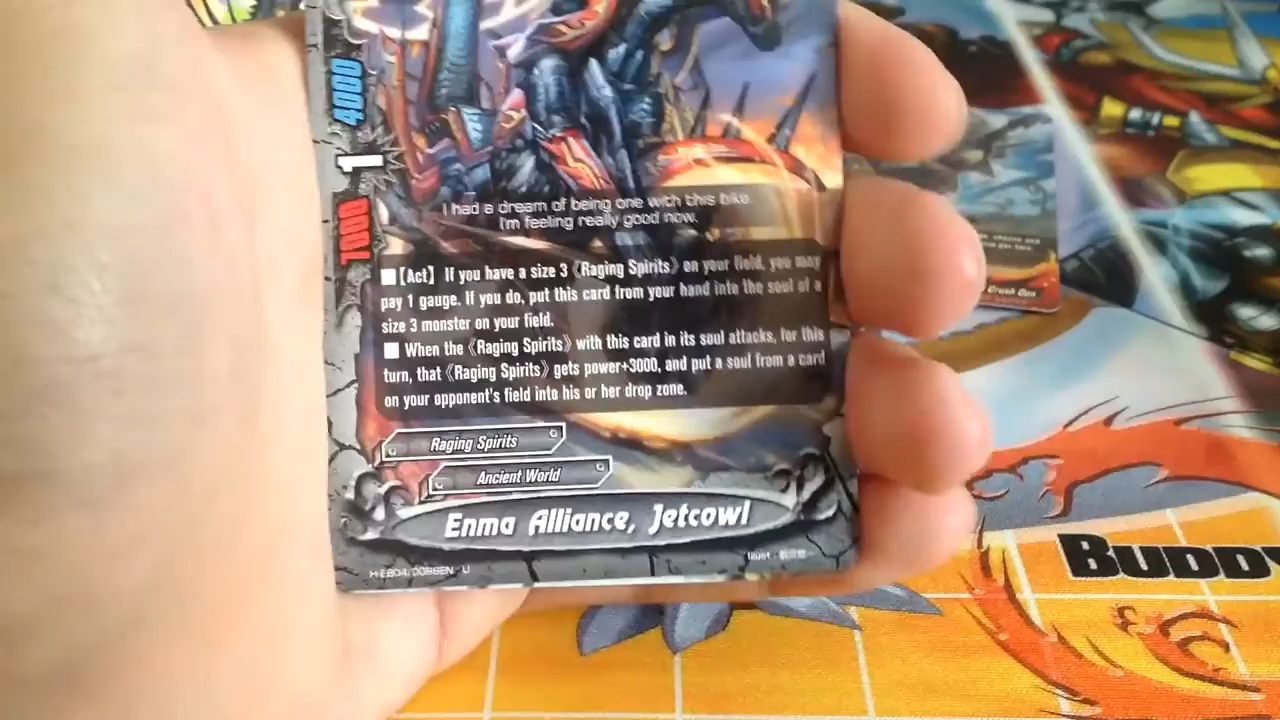 4000
1
7000
I had a dream of being one with this bike.
I'm feeling really good now.
■【Act】 If you have a size 3 《Raging Spirits》 on your field, you may
pay 1 gauge. If you do, put this card from your hand into the soul of a
size 3 monster on your field.
■ When the 《Raging Spirits》 with this card in its soul attacks, for this
turn, that 《Raging Spirits》 gets power+3000, and put a soul from a card
on your opponent's field into his or her drop zone.
Raging Spirits
Ancient World
Enma Alliance, Jetcowl
Illust.
BUDDY